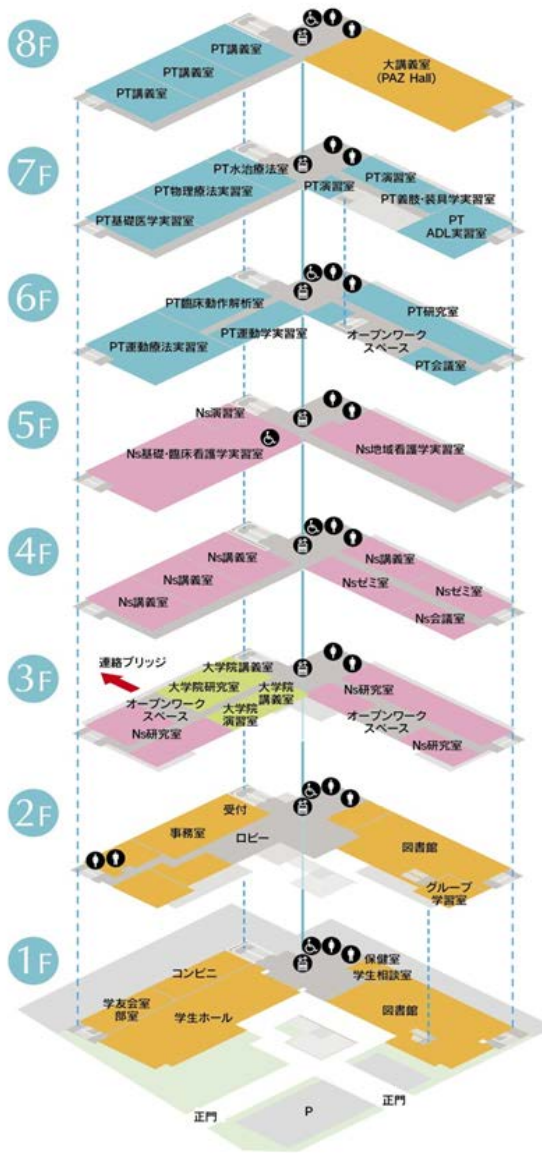 8F
PT講義室
PT講義室
PT講義室
大講義室
(PAZ Hall)
7F
PT水治療法室
PT物理療法実習室
PT基礎医学実習室
PT演習室
PT演習室
PT義肢・装具学実習室
PT
ADL実習室
6F
PT臨床動作解析室
PT運動学実習室
PT運動療法実習室
PT研究室
オープンワーク
スペース
PT会議室
5F
Ns演習室
Ns基礎・臨床看護学実習室
Ns地域看護学実習室
4F
Ns講義室
Ns講義室
Ns講義室
Ns講義室
Nsゼミ室
Nsゼミ室
Ns会議室
3F
連絡ブリッジ
大学院講義室
大学院研究室
大学院
講義室
オープンワーク
スペース
大学院
演習室
Ns研究室
Ns研究室
オープンワーク
スペース
Ns研究室
2F
受付
事務室
ロビー
図書館
グループ
学習室
1F
コンビニ
保健室
学生相談室
学友会室
部室
学生ホール
図書館
正門
P
正門